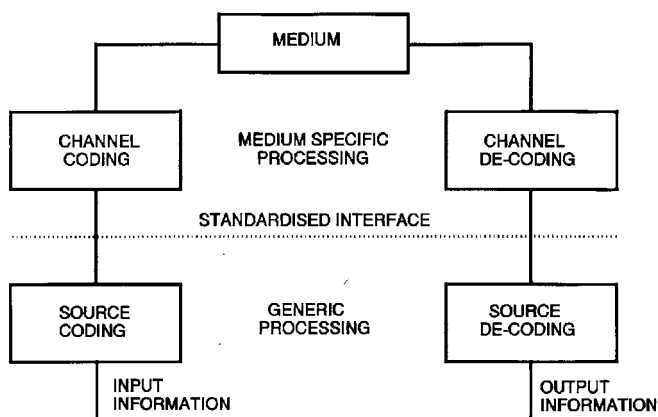 MEDIUM
CHANNEL
CODING
MEDIUM SPECIFIC
PROCESSING
CHANNEL
DE-CODING
STANDARDISED INTERFACE
SOURCE
CODING
GENERIC
PROCESSING
SOURCE
DE-CODING
INPUT
INFORMATION
OUTPUT
INFORMATION